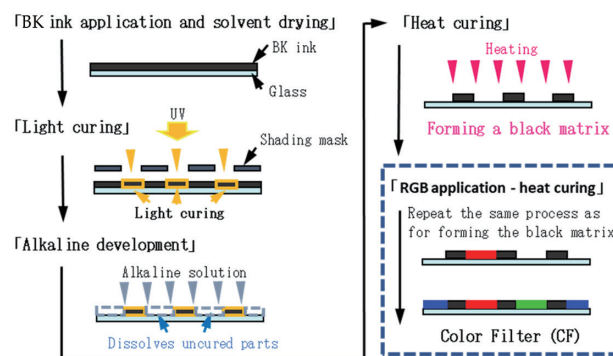 「BK ink application and solvent drying」
BK ink
Glass
「Light curing」
UV
Shading mask
Light curing
「Alkaline development」
Alkaline solution
Dissolves uncured parts
「Heat curing」
Heating
Forming a black matrix
「RGB application - heat curing」
Repeat the same process as
for forming the black matrix
Color Filter (CF)